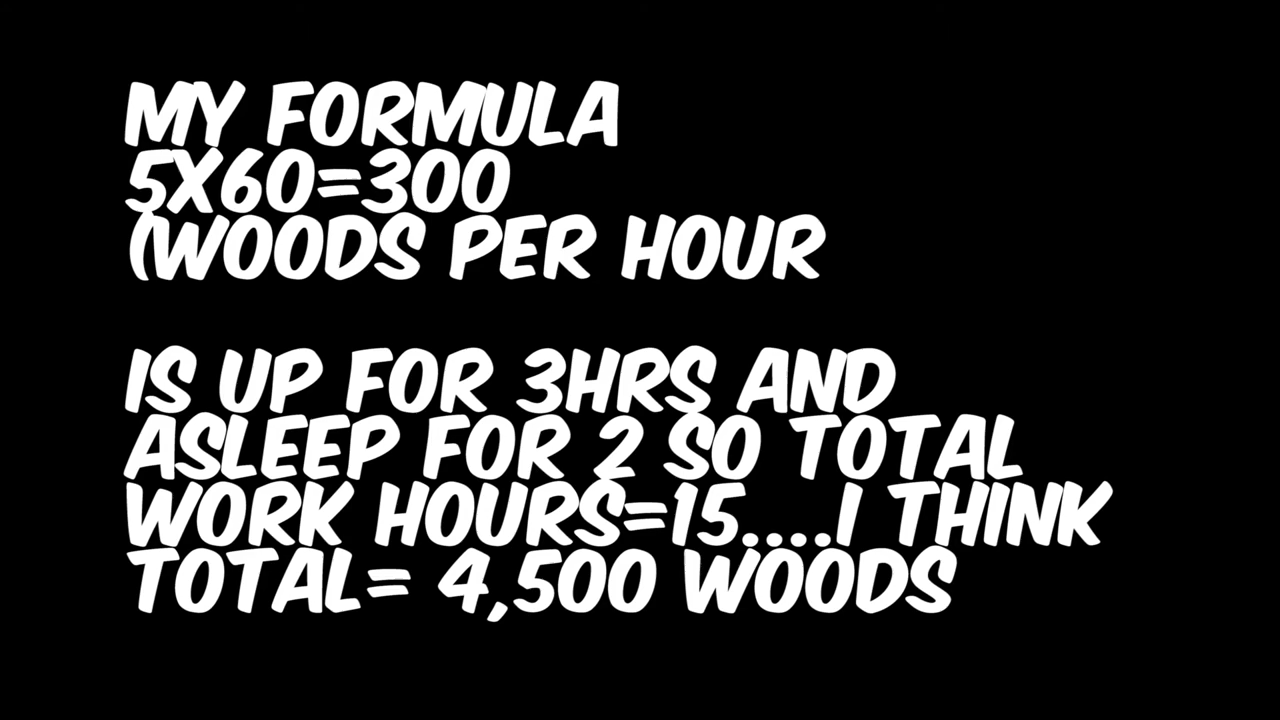 MY FORMULA
5X60=300
(WOODS PER HOUR
IS UP FOR 3HRS AND
ASLEEP FOR 2 SO TOTAL
WORK HOURS=15....I THINK
TOTAL= 4,500 WOODS